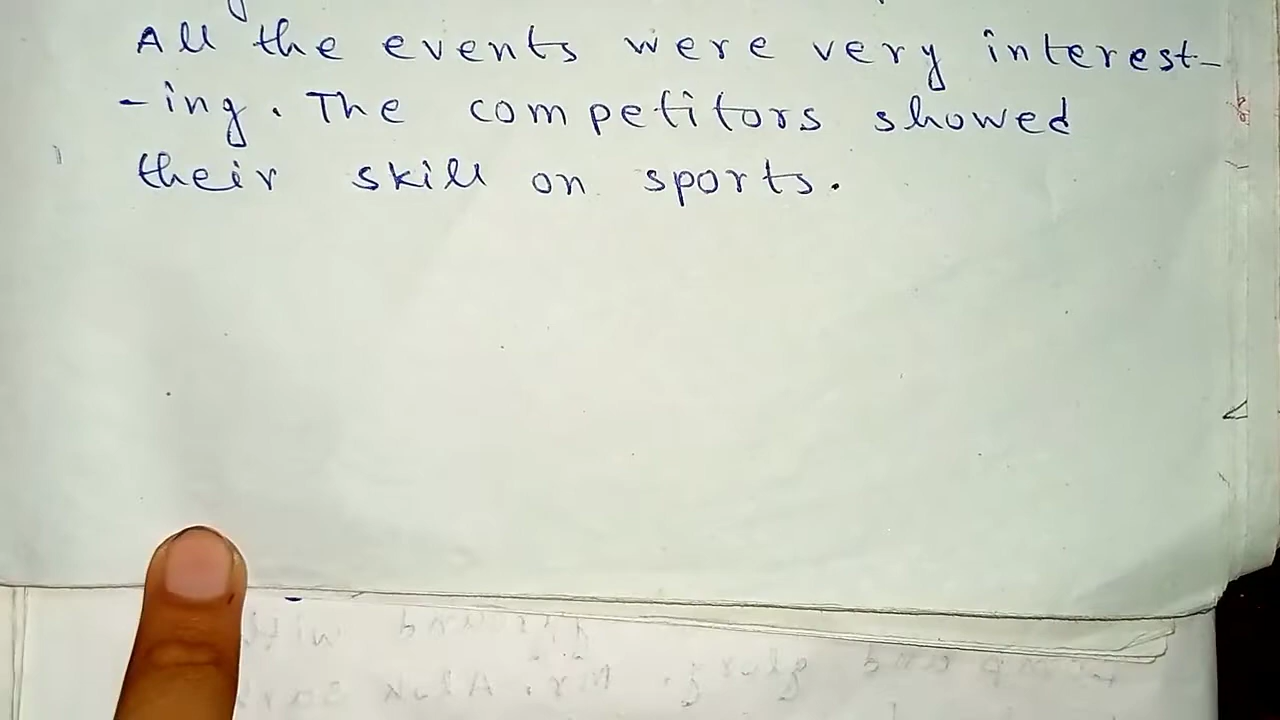 All the events were very interest-
-ing. The competitors showed
their skill on sports.